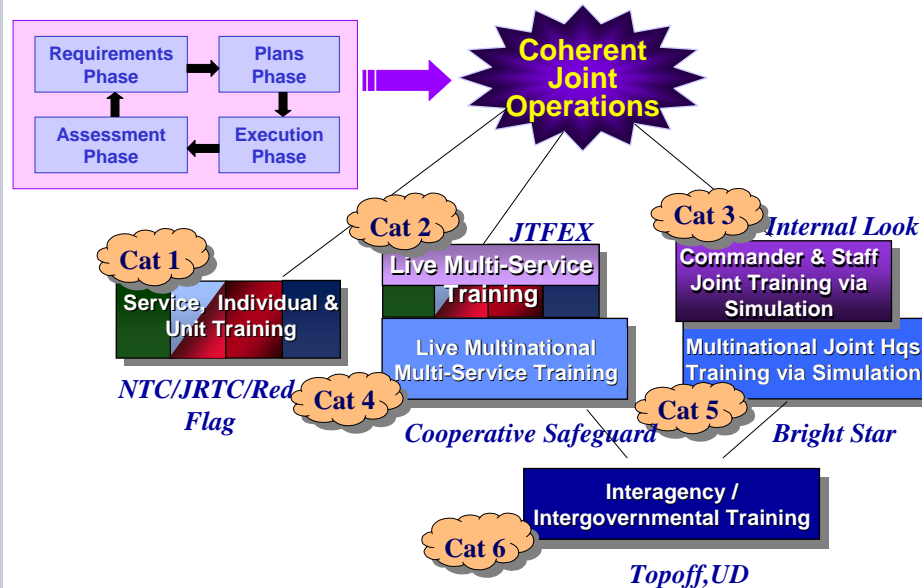 Requirements
Phase
Plans
Phase
Assessment
Phase
Execution
Phase
Coherent
Joint
Operations
Cat 1
Service, Individual &
Unit Training
NTC/JRTC/Red
Flag
Cat 2
JTFEX
Live Multi-Service
Training
Cat 4
Live Multinational
Multi-Service Training
Cooperative Safeguard
Cat 3
Internal Look
Commander & Staff
Joint Training via
Simulation
Cat 5
Multinational Joint Hqs
Training via Simulation
Bright Star
Cat 6
Interagency /
Intergovernmental Training
Topoff,UD